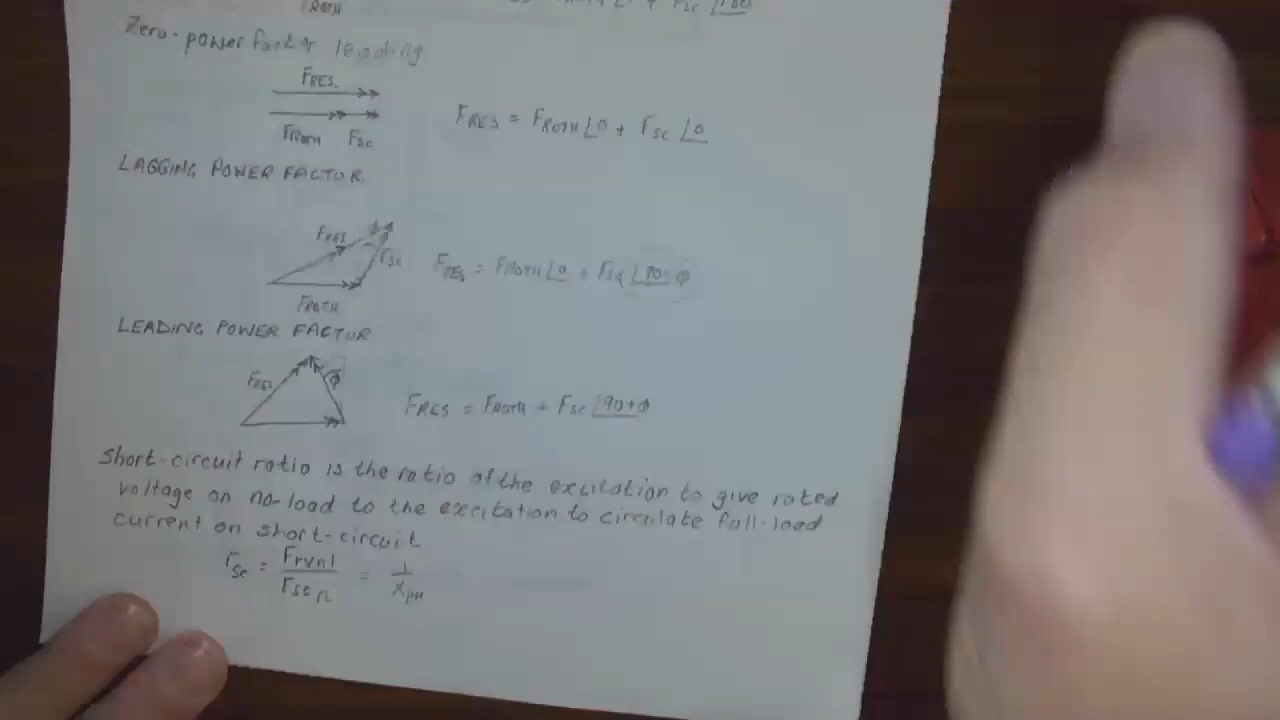 Zero-power factor leading
FRES.
FROTH FSC
FRES = FROTH∠0 + FSC∠0
LAGGING POWER FACTOR.
FRES
FSC
FROTH
FRES = FROTH∠0 + FSC∠90-φ
LEADING POWER FACTOR
FRES
φ
FRES = FROTH + FSC∠90+φ
Short-circuit ratio is the ratio of the excitation to give rated
voltage on no-load to the excitation to circulate full-load
current on short-circuit
rsc = Frvnl / FscFL = 1 / XPU